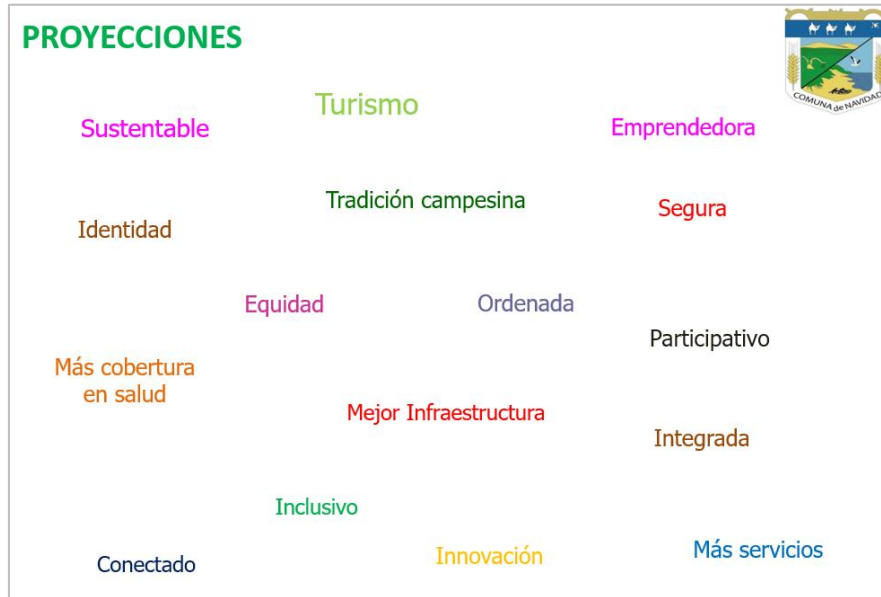 PROYECCIONES
COMUNA de NAVIDAD
Turismo
Sustentable
Emprendedora
Tradición campesina
Segura
Identidad
Equidad
Ordenada
Participativo
Más cobertura
en salud
Mejor Infraestructura
Integrada
Inclusivo
Conectado
Innovación
Más servicios